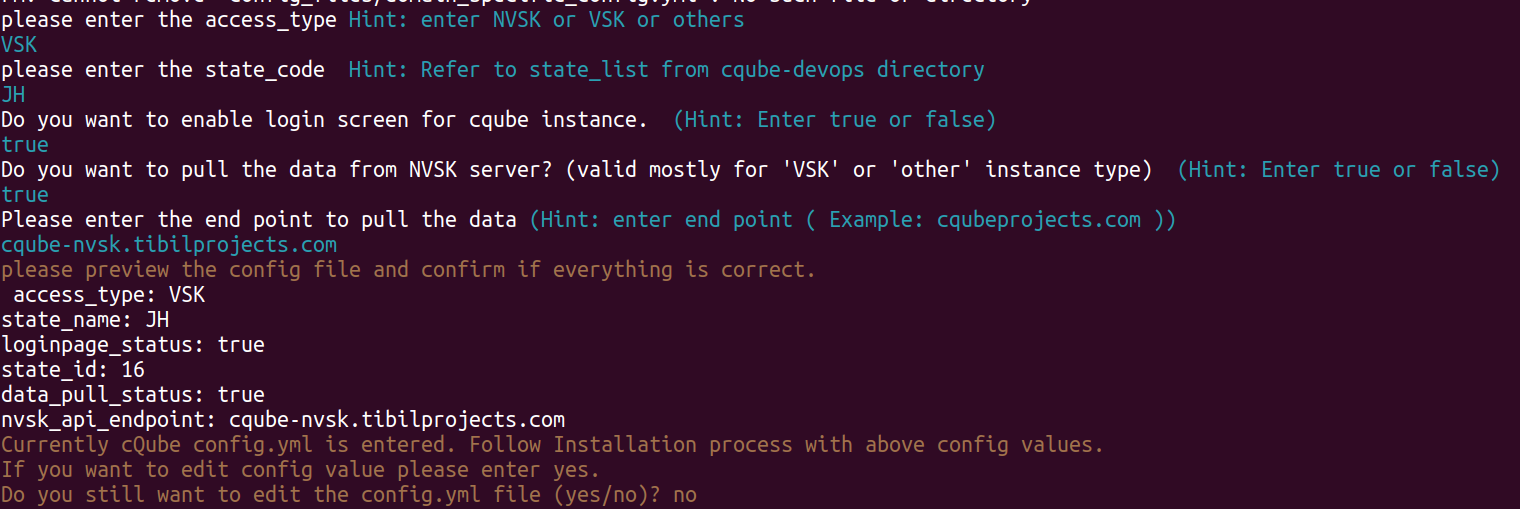 please enter the access_type Hint: enter NVSK or VSK or others
VSK
please enter the state_code  Hint: Refer to state_list from cqube-devops directory
JH
Do you want to enable login screen for cqube instance.  (Hint: Enter true or false)
true
Do you want to pull the data from NVSK server? (valid mostly for 'VSK' or 'other' instance type)  (Hint: Enter true or false)
true
Please enter the end point to pull the data (Hint: enter end point ( Example: cqubeprojects.com ))
cqube-nvsk.tibilprojects.com
please preview the config file and confirm if everything is correct.
 access_type: VSK
state_name: JH
loginpage_status: true
state_id: 16
data_pull_status: true
nvsk_api_endpoint: cqube-nvsk.tibilprojects.com
Currently cQube config.yml is entered. Follow Installation process with above config values.
If you want to edit config value please enter yes.
Do you still want to edit the config.yml file (yes/no)? no